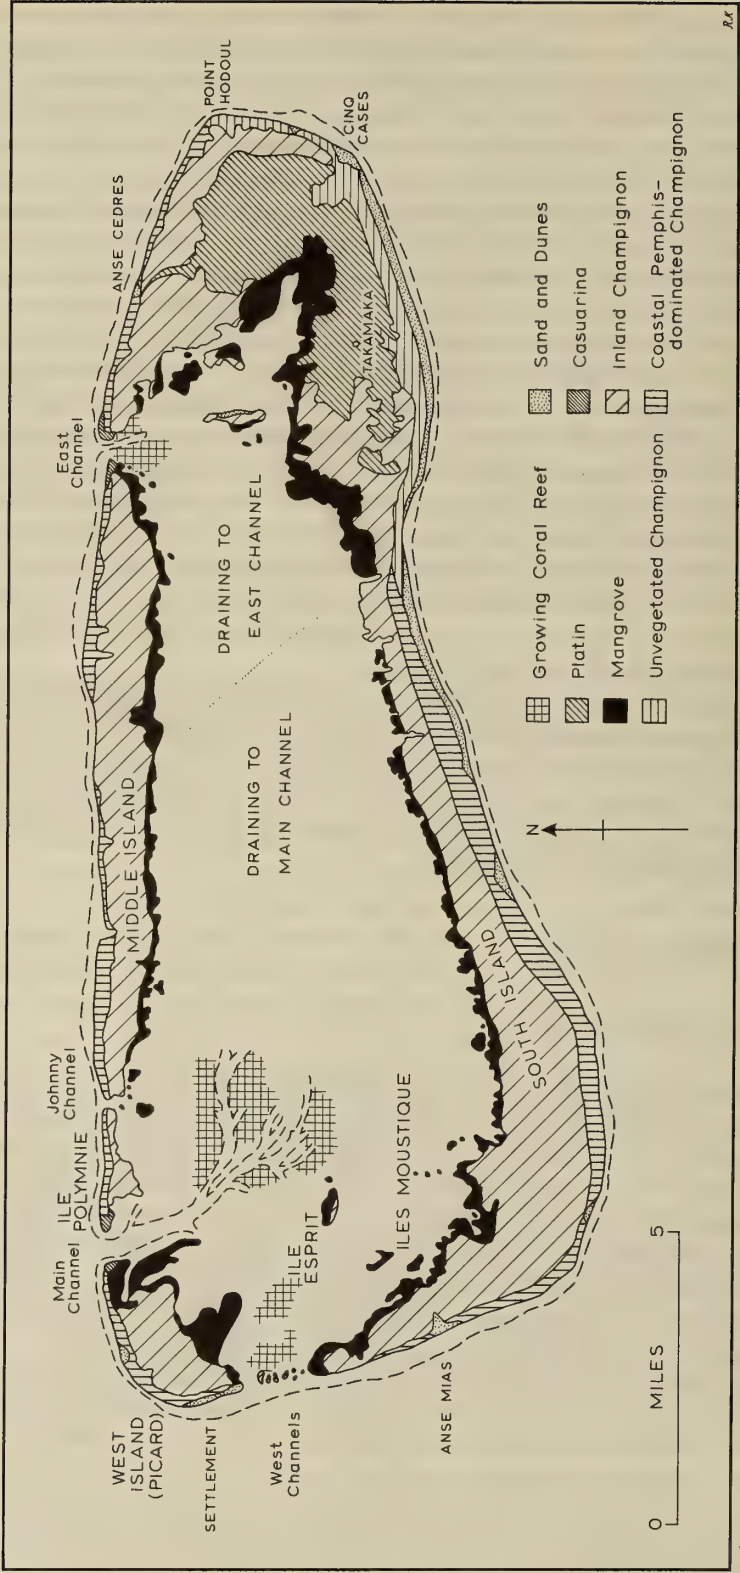 POINT
HODOUL
CINQ
CASES
ANSE CEDRES
TAKAMAKA
East
Channel
DRAINING TO
EAST CHANNEL
DRAINING TO
MAIN CHANNEL
MIDDLE ISLAND
SOUTH ISLAND
Johnny
Channel
ILE
POLYMNIE
Main
Channel
ILE
ESPRIT
ILES MOUSTIQUE
WEST
ISLAND
(PICARD)
SETTLEMENT
West
Channels
ANSE MIAS
N
0 5
MILES
Growing Coral Reef
Platin
Mangrove
Unvegetated Champignon
Sand and Dunes
Casuarina
Inland Champignon
Coastal Pemphis-
dominated Champignon
R.K